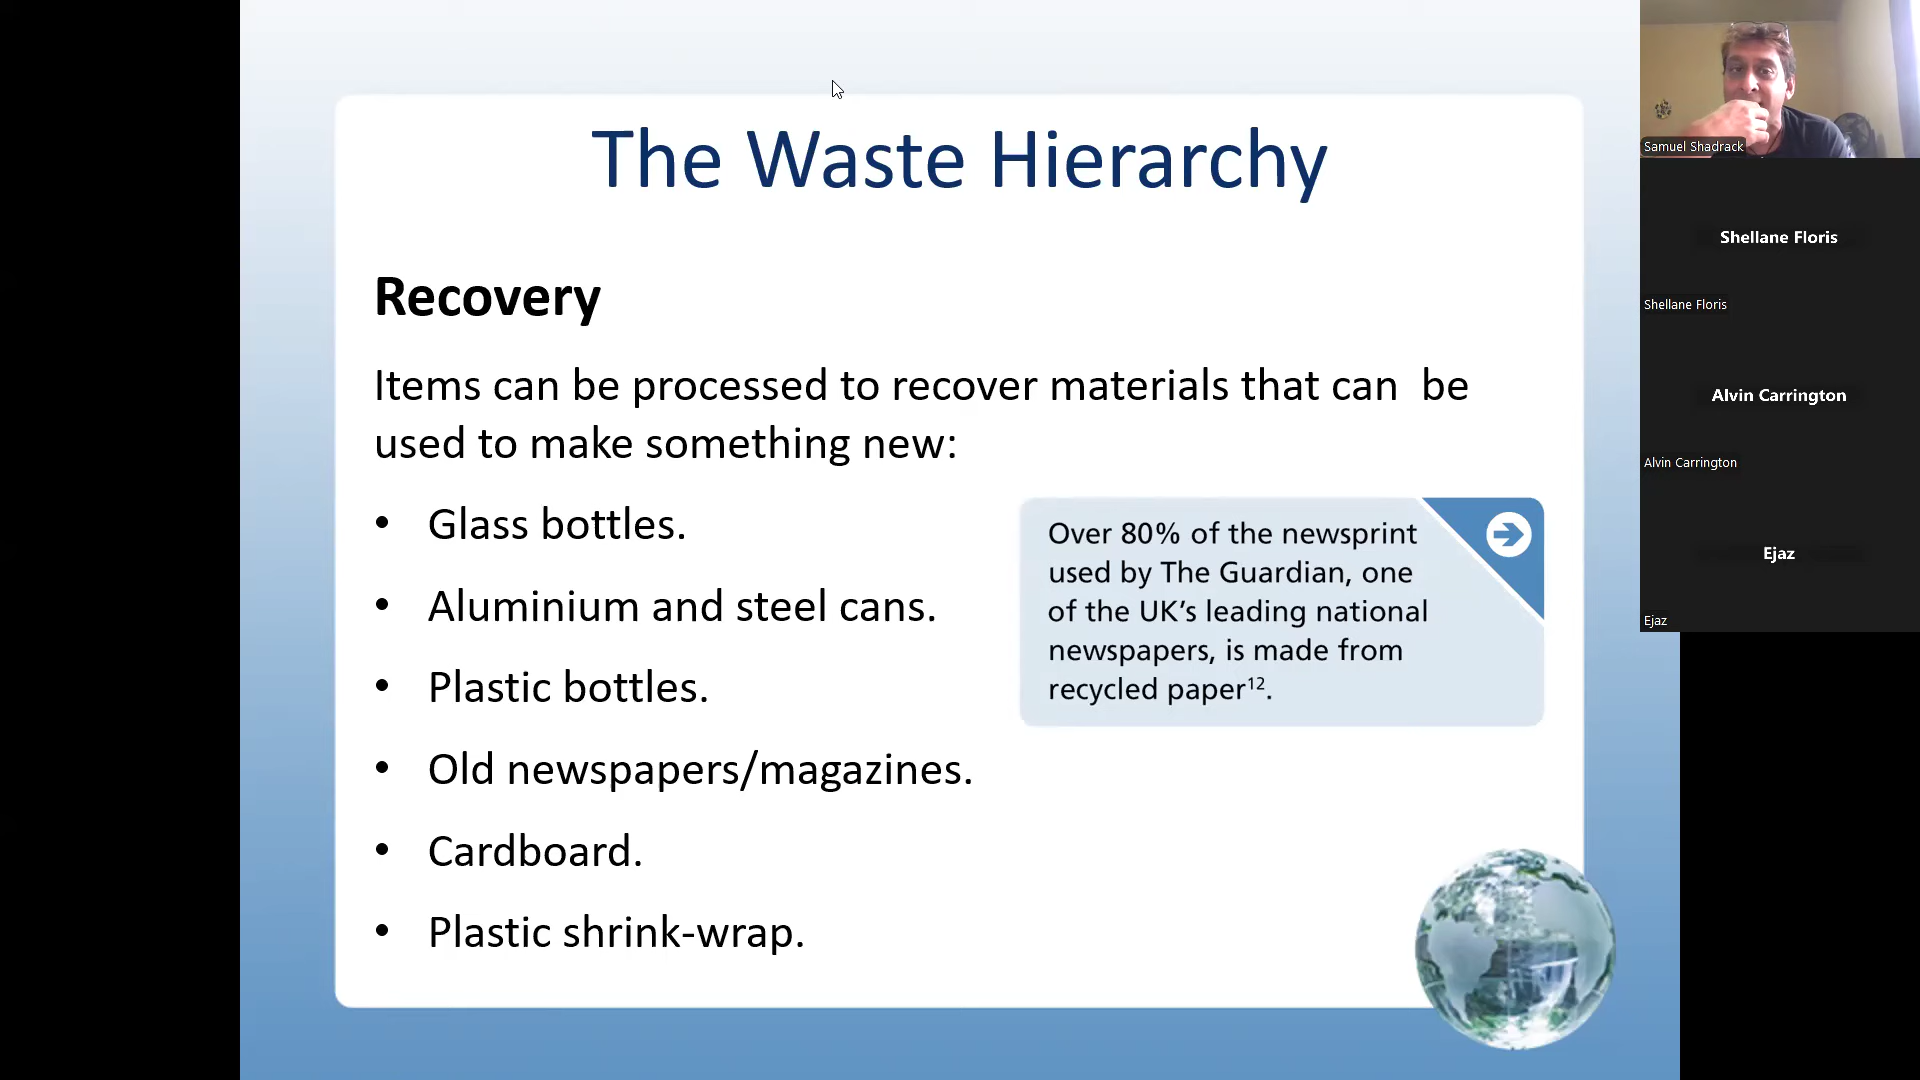 The Waste Hierarchy
Recovery
Items can be processed to recover materials that can  be
used to make something new:
• Glass bottles.
• Aluminium and steel cans.
• Plastic bottles.
• Old newspapers/magazines.
• Cardboard.
• Plastic shrink-wrap.
Over 80% of the newsprint
used by The Guardian, one
of the UK’s leading national
newspapers, is made from
recycled paper¹².
Samuel Shadrack
Shellane Floris
Shellane Floris
Alvin Carrington
Alvin Carrington
Ejaz
Ejaz